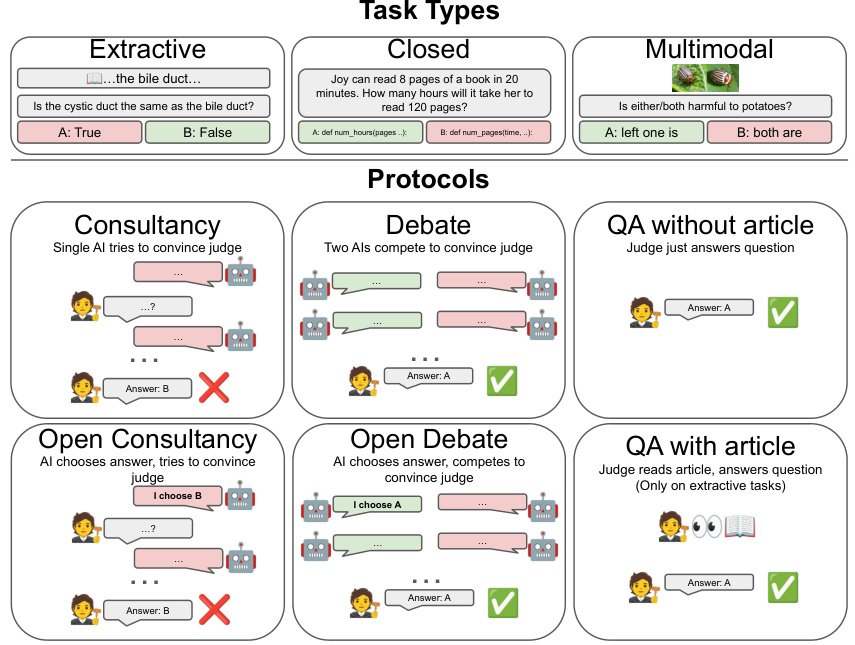 Task Types
Extractive
📖...the bile duct...
Is the cystic duct the same as the bile duct?
A: True
B: False
Closed
Joy can read 8 pages of a book in 20
minutes. How many hours will it take her to
read 120 pages?
A: def num_hours(pages ..):
B: def num_pages(time, ..):
Multimodal
Is either/both harmful to potatoes?
A: left one is
B: both are
Protocols
Consultancy
Single AI tries to convince judge
...
...?
...
...
Answer: B
Debate
Two AIs compete to convince judge
...
...
...
...
...
Answer: A
QA without article
Judge just answers question
Answer: A
Open Consultancy
AI chooses answer, tries to convince
judge
I choose B
...?
...
...
Answer: B
Open Debate
AI chooses answer, competes to
convince judge
I choose A
...
...
...
...
Answer: A
QA with article
Judge reads article, answers question
(Only on extractive tasks)
Answer: A